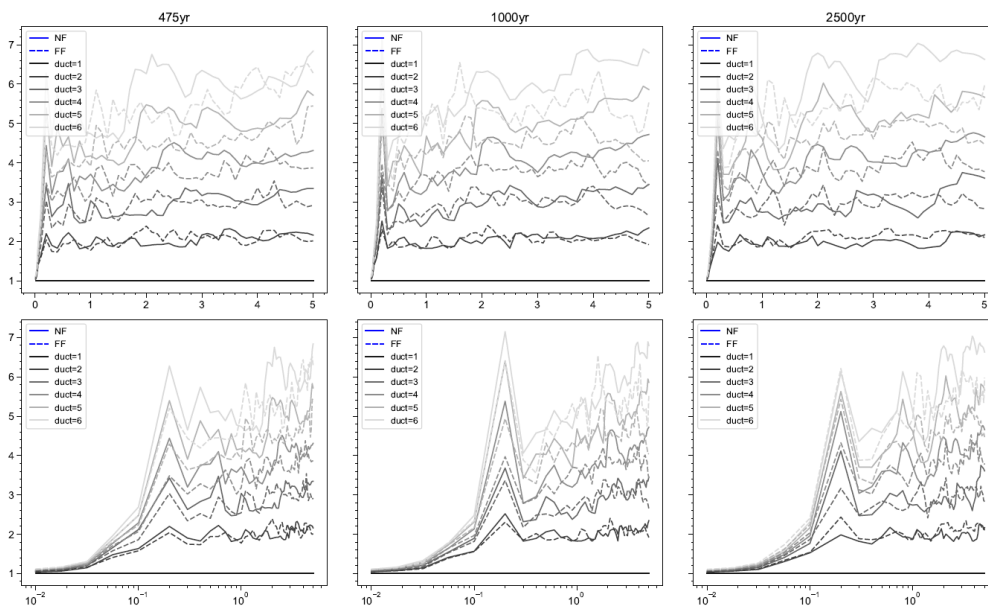 475yr
1000yr
2500yr
7
6
5
4
3
2
1
NF
FF
duct=1
duct=2
duct=3
duct=4
duct=5
duct=6
0 1 2 3 4 5
NF
FF
duct=1
duct=2
duct=3
duct=4
duct=5
duct=6
0 1 2 3 4 5
NF
FF
duct=1
duct=2
duct=3
duct=4
duct=5
duct=6
0 1 2 3 4 5
7
6
5
4
3
2
1
NF
FF
duct=1
duct=2
duct=3
duct=4
duct=5
duct=6
10⁻² 10⁻¹ 10⁰
NF
FF
duct=1
duct=2
duct=3
duct=4
duct=5
duct=6
10⁻² 10⁻¹ 10⁰
NF
FF
duct=1
duct=2
duct=3
duct=4
duct=5
duct=6
10⁻² 10⁻¹ 10⁰